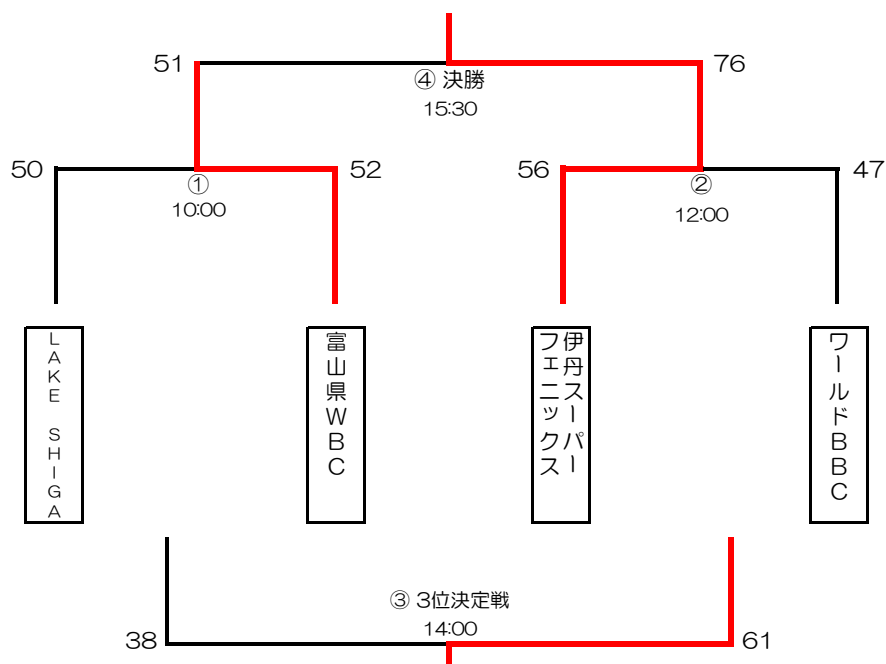 51
76
④ 決勝
15:30
50
52
56
47
①
10:00
②
12:00
LAKE SHIGA
富山県WBC
伊丹スーパー
フェニックス
ワールドBBC
③ 3位決定戦
14:00
38
61